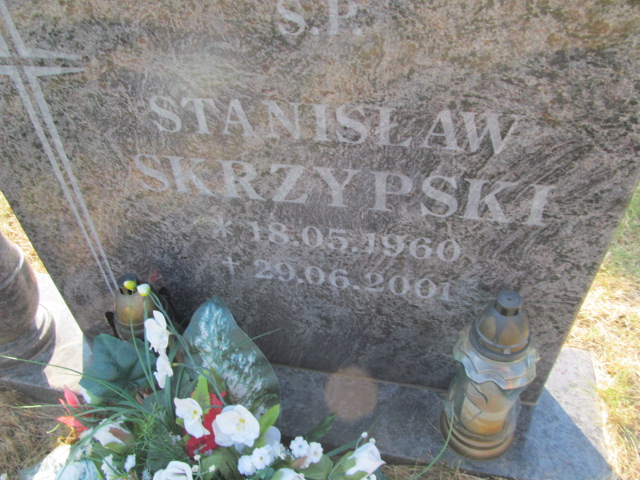 Ś.P.
STANISŁAW
SKRZYPSKI
* 18.05.1960
† 29.06.2001